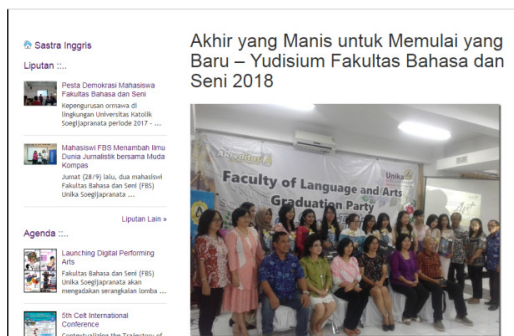 Sastra Inggris
Liputan ::..
Pesta Demokrasi Mahasiswa
Fakultas Bahasa dan Seni
Kepengurusan ormawa di
lingkungan Universitas Katolik
Soegijapranata periode 2017 - ...
Mahasiswi FBS Menambah Ilmu
Dunia Jurnalistik bersama Muda
Kompas
Jumat (28/9) lalu, dua mahasiswi
Fakultas Bahasa dan Seni (FBS)
Unika Soegijapranata ...
Liputan Lain »
Agenda ::..
Launching Digital Performing
Arts
Fakultas Bahasa dan Seni (FBS)
Unika Soegijapranata akan
mengadakan serangkaian lomba ...
5th Celt International
Conference
Contextualizing the Trajectory of
Akhir yang Manis untuk Memulai yang
Baru – Yudisium Fakultas Bahasa dan
Seni 2018
Unika
Faculty of Language and Arts
Graduation Party